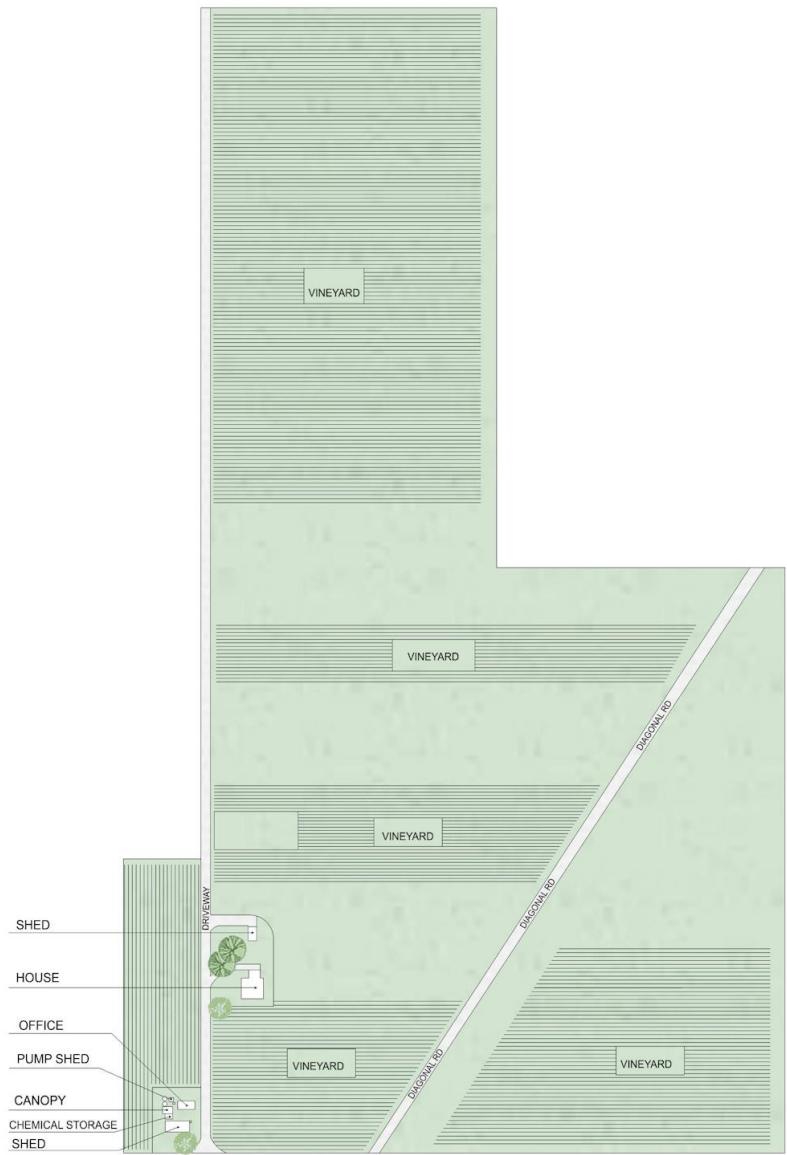 VINEYARD
VINEYARD
DIAGONAL RD
VINEYARD
DRIVEWAY
DIAGONAL RD
SHED
HOUSE
OFFICE
PUMP SHED
VINEYARD
DIAGONAL RD
VINEYARD
CANOPY
CHEMICAL STORAGE
SHED